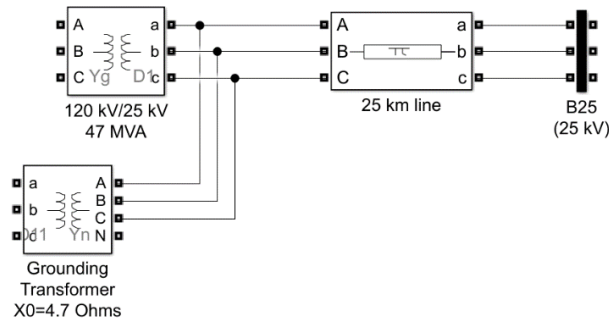 A a
B b
C c
Yg D1
120 kV/25 kV
47 MVA
A a
B b
C c
25 km line
B25
(25 kV)
a A
b B
C
c N
D1 Yn
Grounding
Transformer
X0=4.7 Ohms